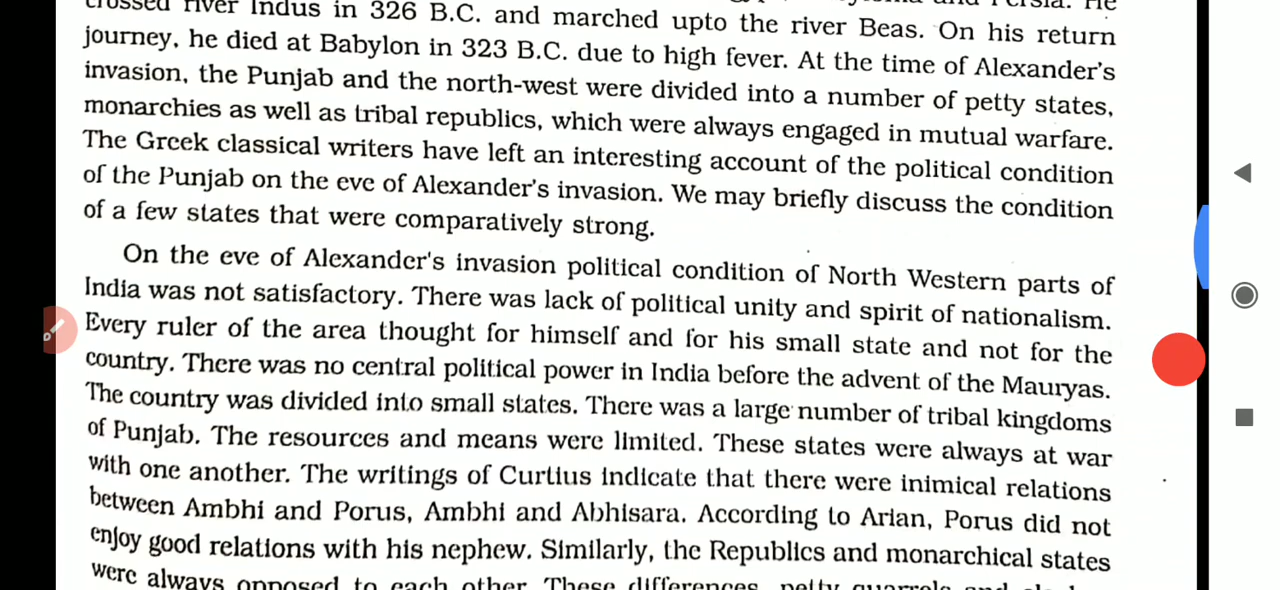 crossed river Indus in 326 B.C. and marched upto the river Beas. On his return
journey, he died at Babylon in 323 B.C. due to high fever. At the time of Alexander's
invasion, the Punjab and the north-west were divided into a number of petty states,
monarchies as well as tribal republics, which were always engaged in mutual warfare.
The Greek classical writers have left an interesting account of the political condition
of the Punjab on the eve of Alexander's invasion. We may briefly discuss the condition
of a few states that were comparatively strong.
On the eve of Alexander's invasion political condition of North Western parts of
India was not satisfactory. There was lack of political unity and spirit of nationalism.
Every ruler of the area thought for himself and for his small state and not for the
country. There was no central political power in India before the advent of the Mauryas.
The country was divided into small states. There was a large number of tribal kingdoms
of Punjab. The resources and means were limited. These states were always at war
with one another. The writings of Curtius indicate that there were inimical relations
between Ambhi and Porus, Ambhi and Abhisara. According to Arian, Porus did not
enjoy good relations with his nephew. Similarly, the Republics and monarchical states
were always opposed to each other. These differences, petty quarrels and